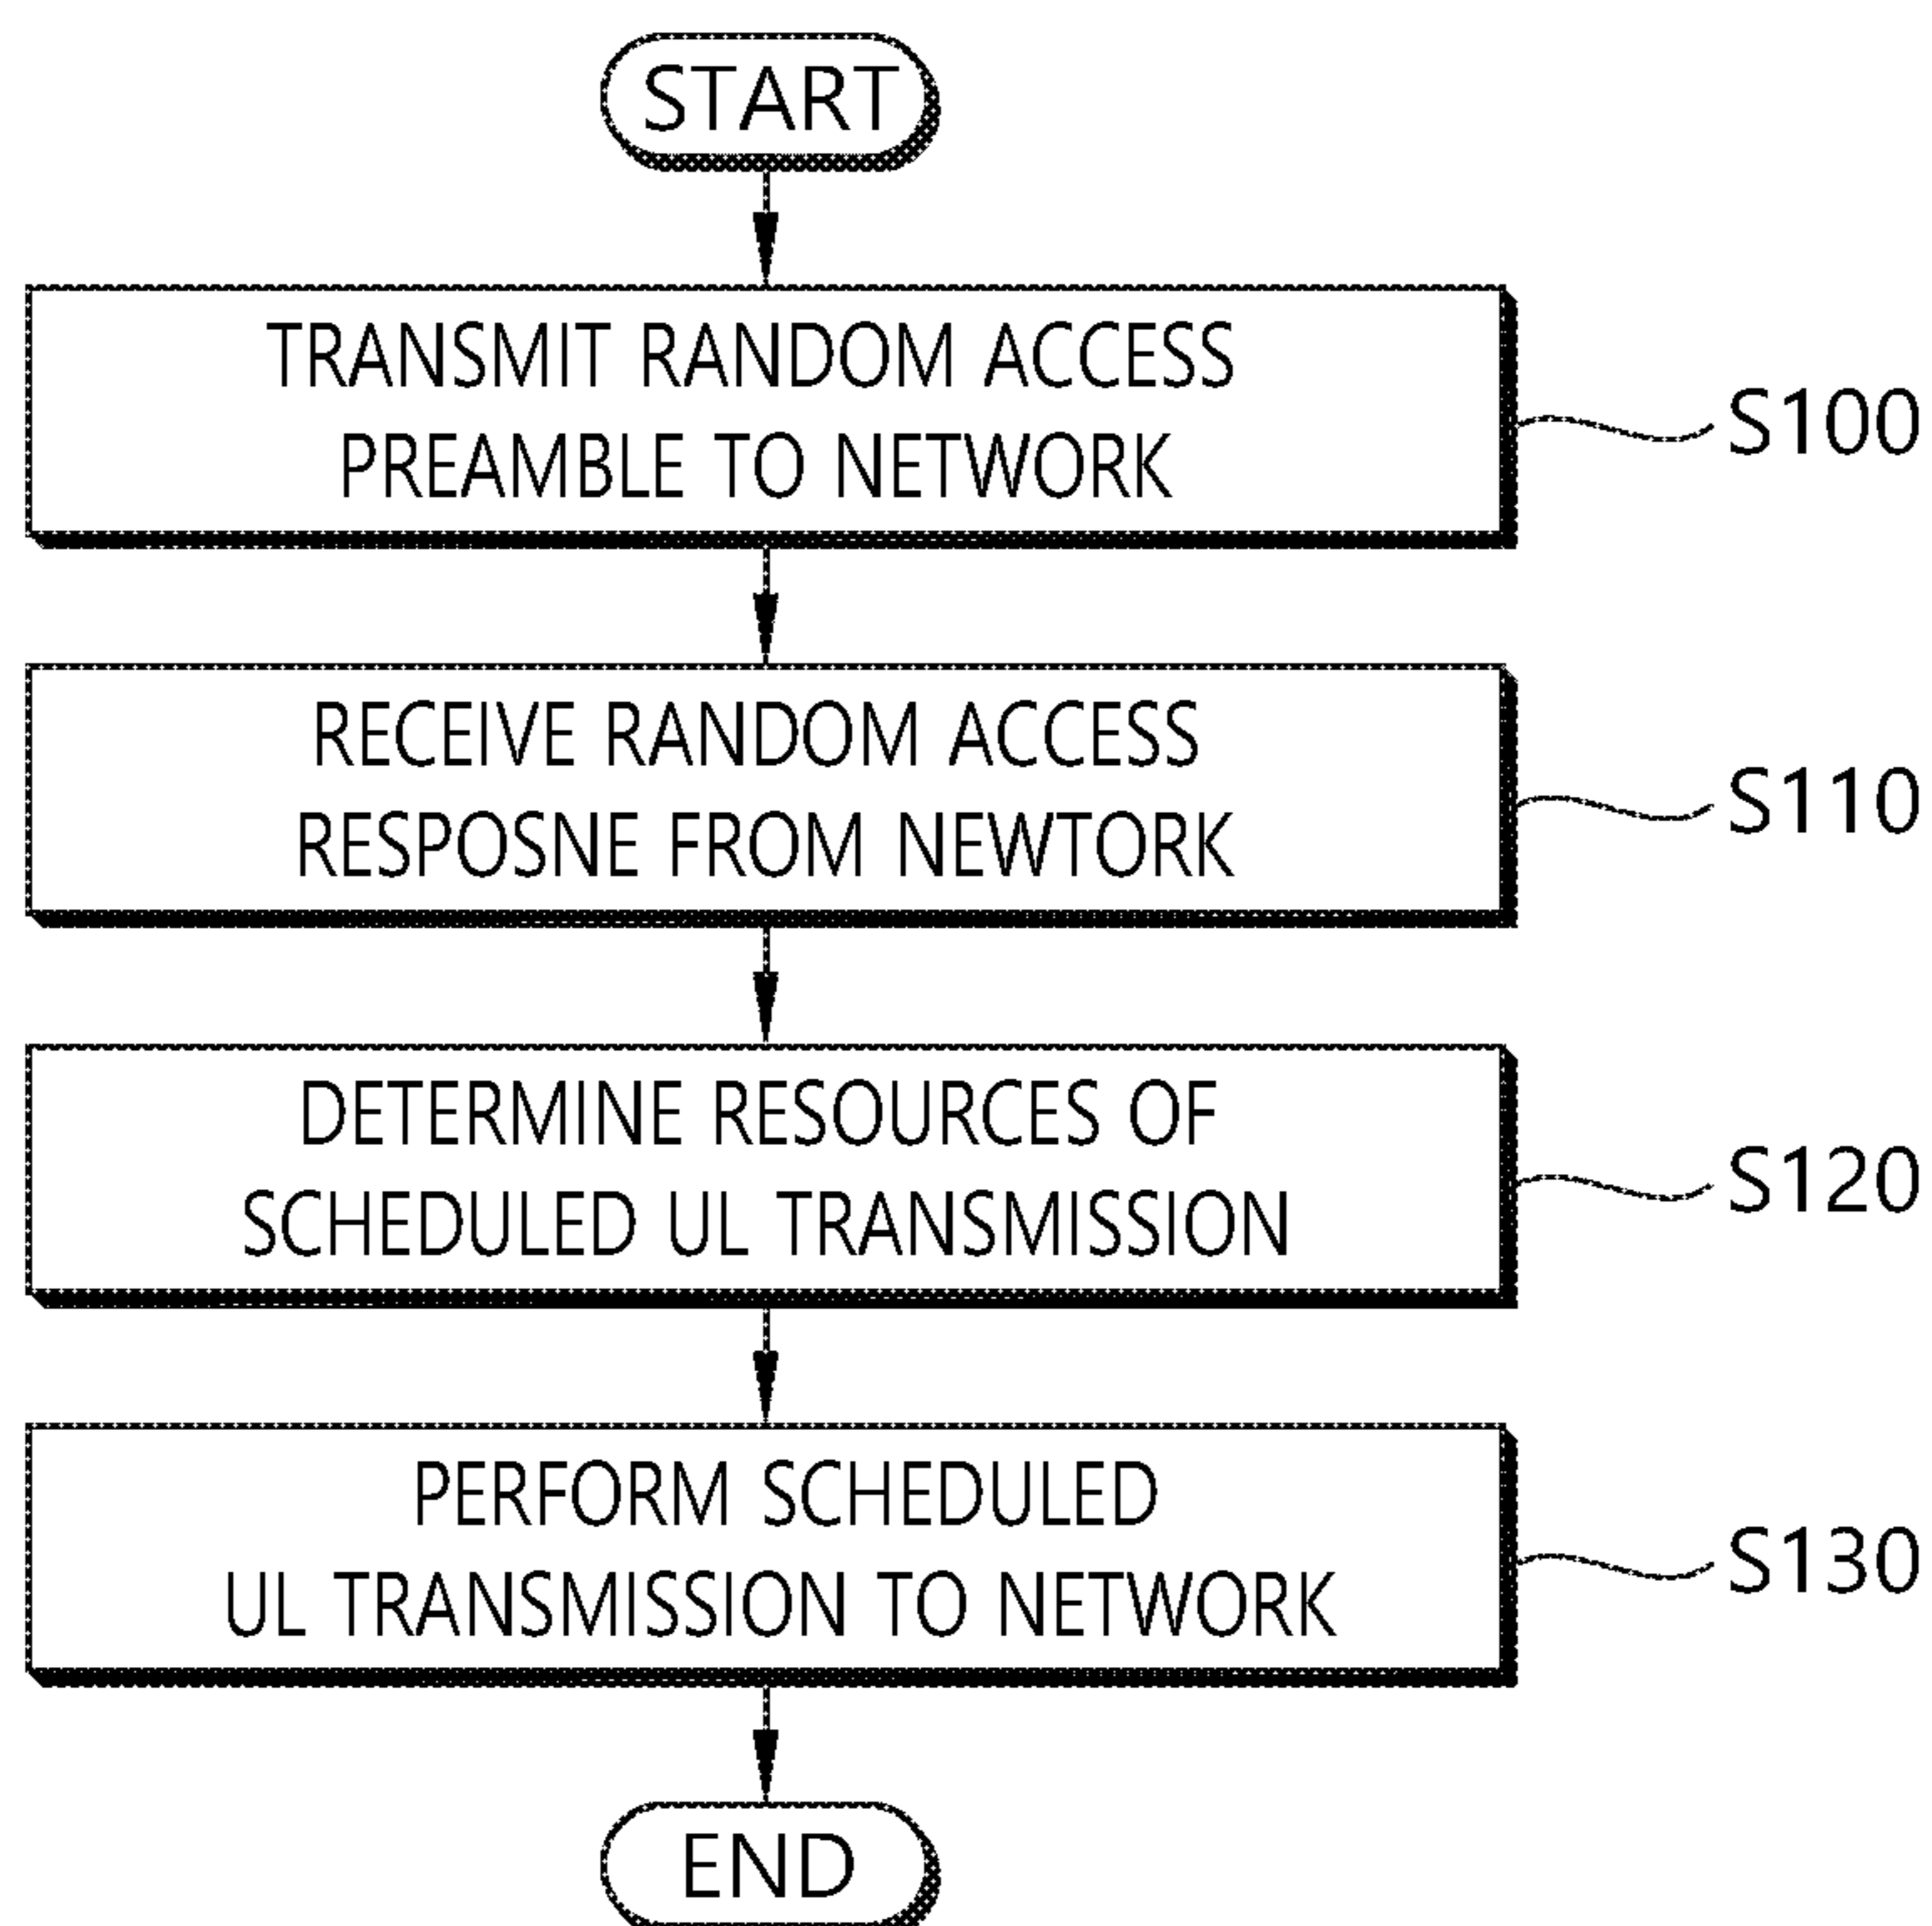 START
TRANSMIT RANDOM ACCESS
PREAMBLE TO NETWORK
S100
RECEIVE RANDOM ACCESS
RESPOSNE FROM NEWTORK
S110
DETERMINE RESOURCES OF
SCHEDULED UL TRANSMISSION
S120
PERFORM SCHEDULED
UL TRANSMISSION TO NETWORK
S130
END